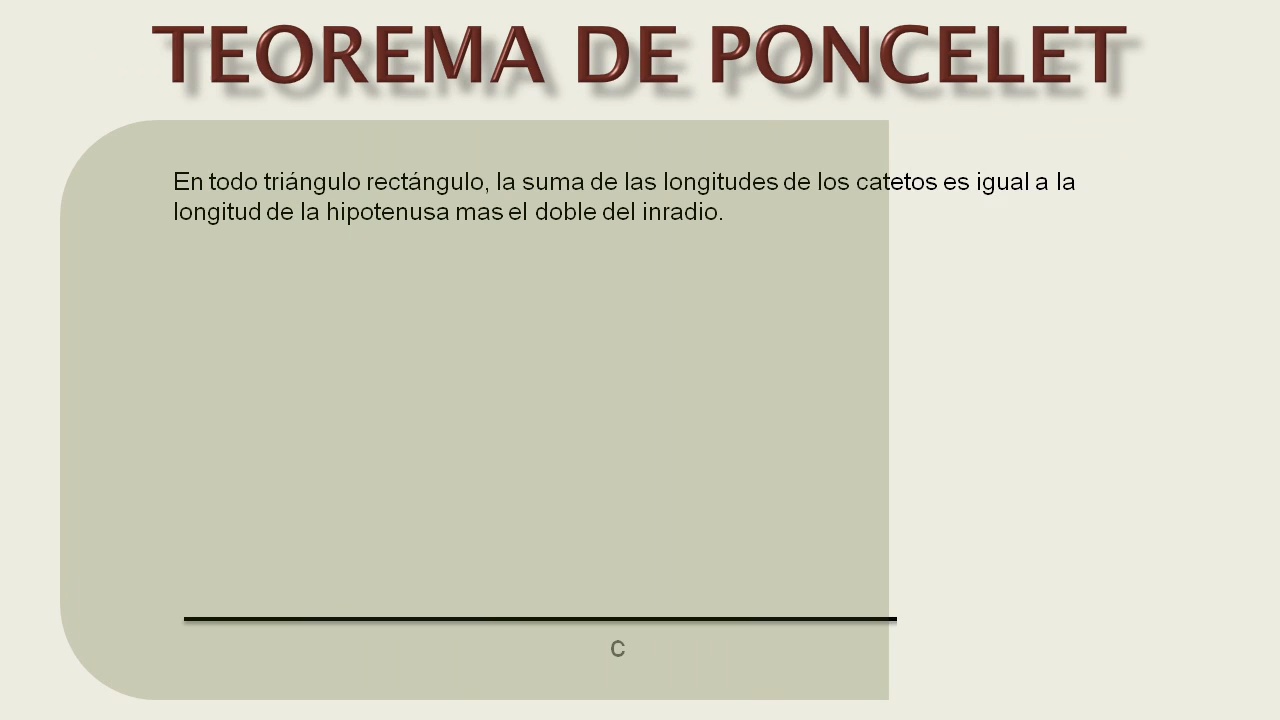 TEOREMA DE PONCELET
En todo triángulo rectángulo, la suma de las longitudes de los catetos es igual a la
longitud de la hipotenusa mas el doble del inradio.
C